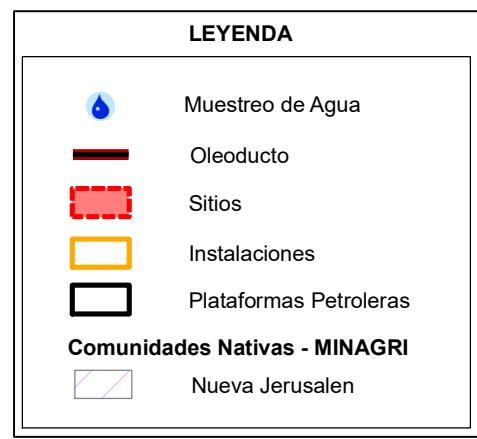 LEYENDA
Muestreo de Agua
Oleoducto
Sitios
Instalaciones
Plataformas Petroleras
Comunidades Nativas - MINAGRI
Nueva Jerusalen